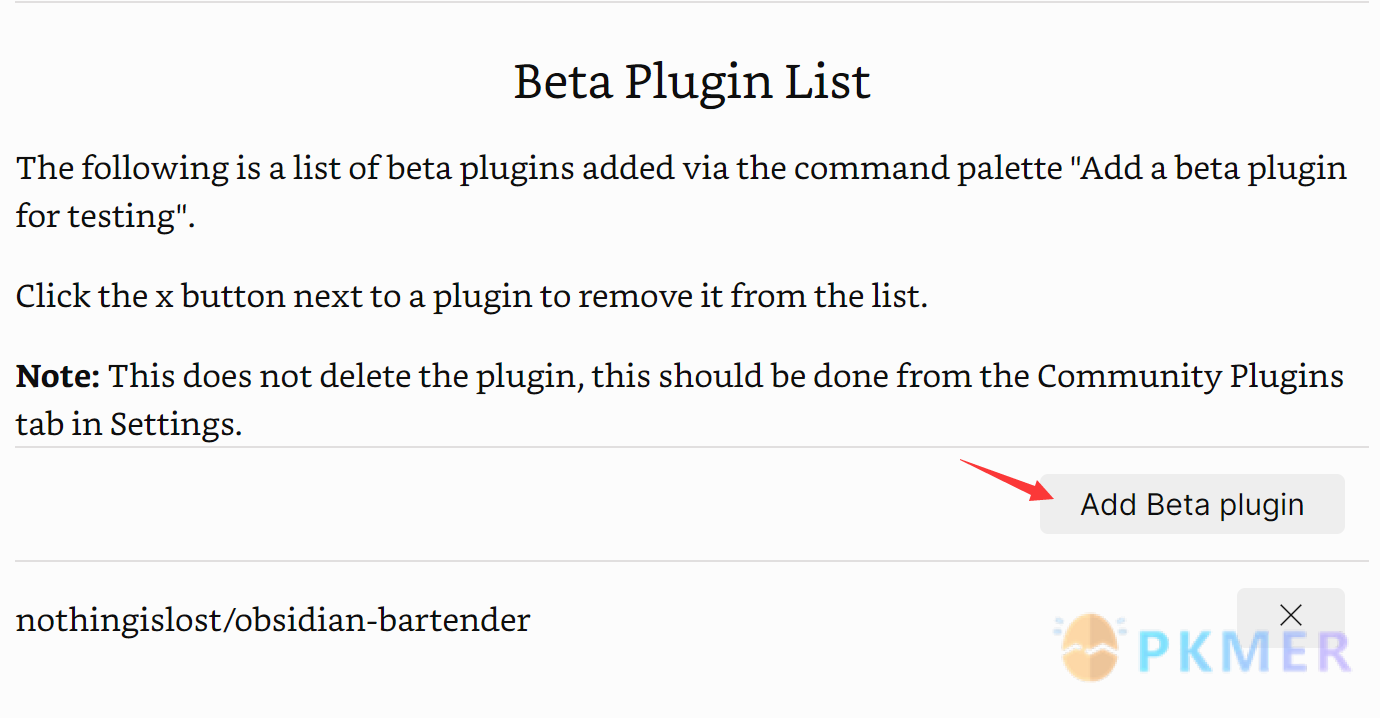 Beta Plugin List
The following is a list of beta plugins added via the command palette "Add a beta plugin
for testing".
Click the x button next to a plugin to remove it from the list.
Note: This does not delete the plugin, this should be done from the Community Plugins
tab in Settings.
Add Beta plugin
nothingislost/obsidian-bartender
PKMER